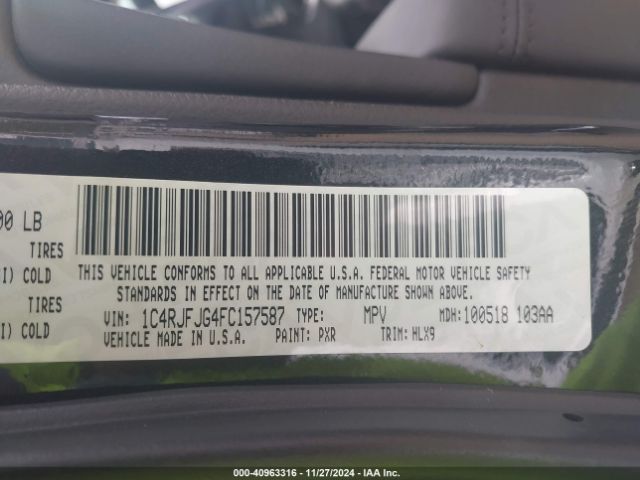 00 LB
TIRES
I) COLD
TIRES
I) COLD
THIS VEHICLE CONFORMS TO ALL APPLICABLE U.S.A. FEDERAL MOTOR VEHICLE SAFETY
STANDARDS IN EFFECT ON THE DATE OF MANUFACTURE SHOWN ABOVE.
VIN: 1C4RJFJG4FC157587 TYPE: MPV MDH: 100518 103AA
VEHICLE MADE IN U.S.A. PAINT: PXR TRIM: HLX9
000-40963316 - 11/27/2024 - IAA Inc.